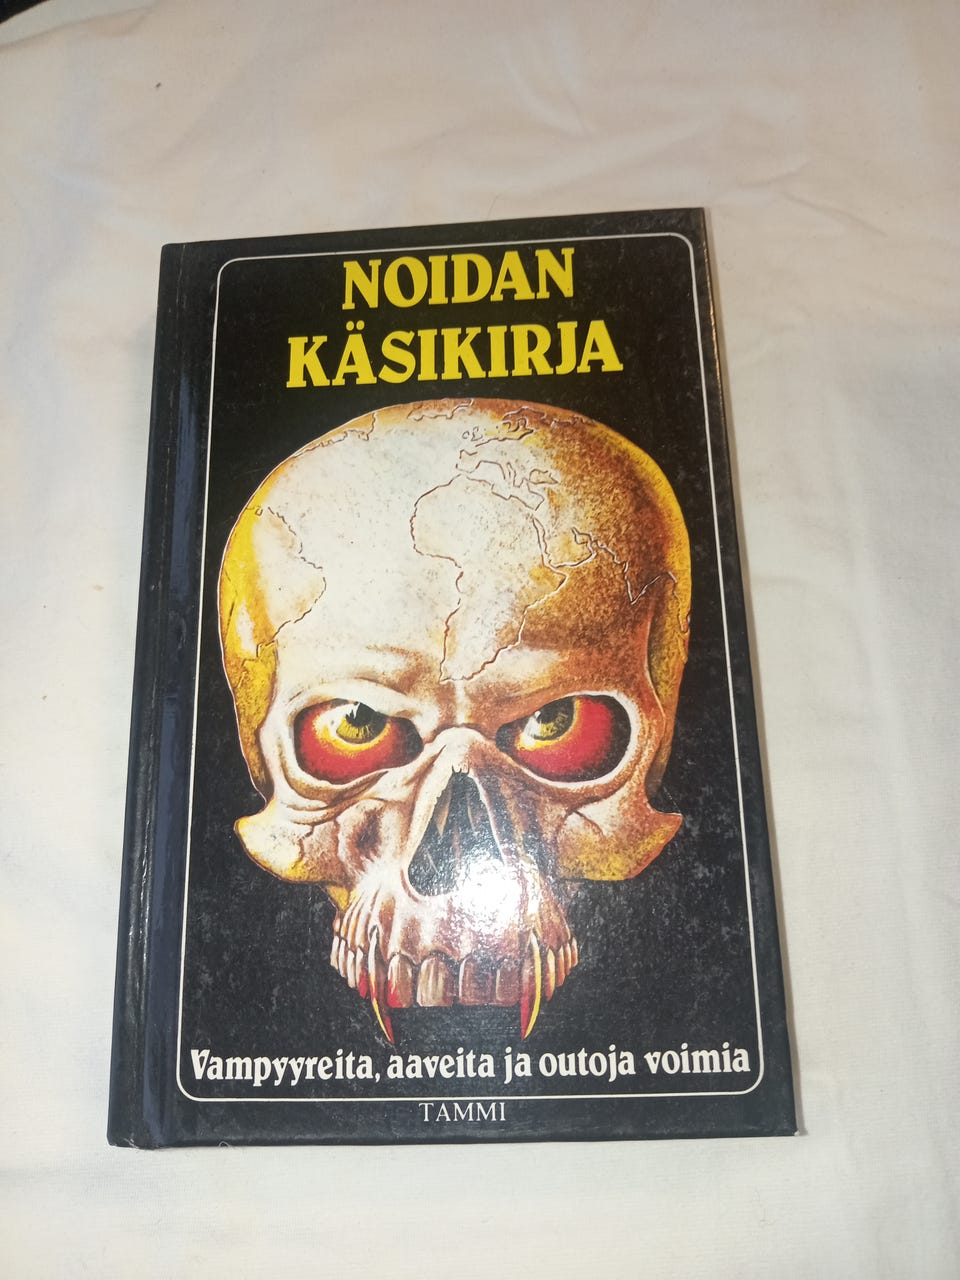 NOIDAN
KÄSIKIRJA
Vampyyreita, aaveita ja outoja voimia
TAMMI